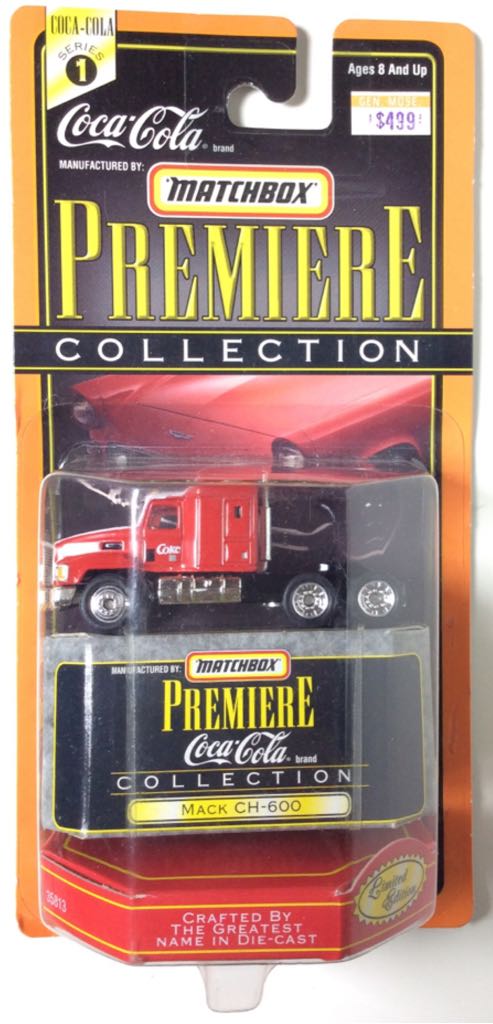 COCA-COLA
SERIES
1
Ages 8 And Up
GEN. MDSE.
$499
Coca-Cola® brand
MANUFACTURED BY:
"MATCHBOX"
PREMIERE
COLLECTION
Coke
MANUFACTURED BY:
"MATCHBOX"
PREMIERE
Coca-Cola® brand
COLLECTION
MACK CH-600
Limited
Edition
35813
CRAFTED BY
THE GREATEST
NAME IN DIE-CAST